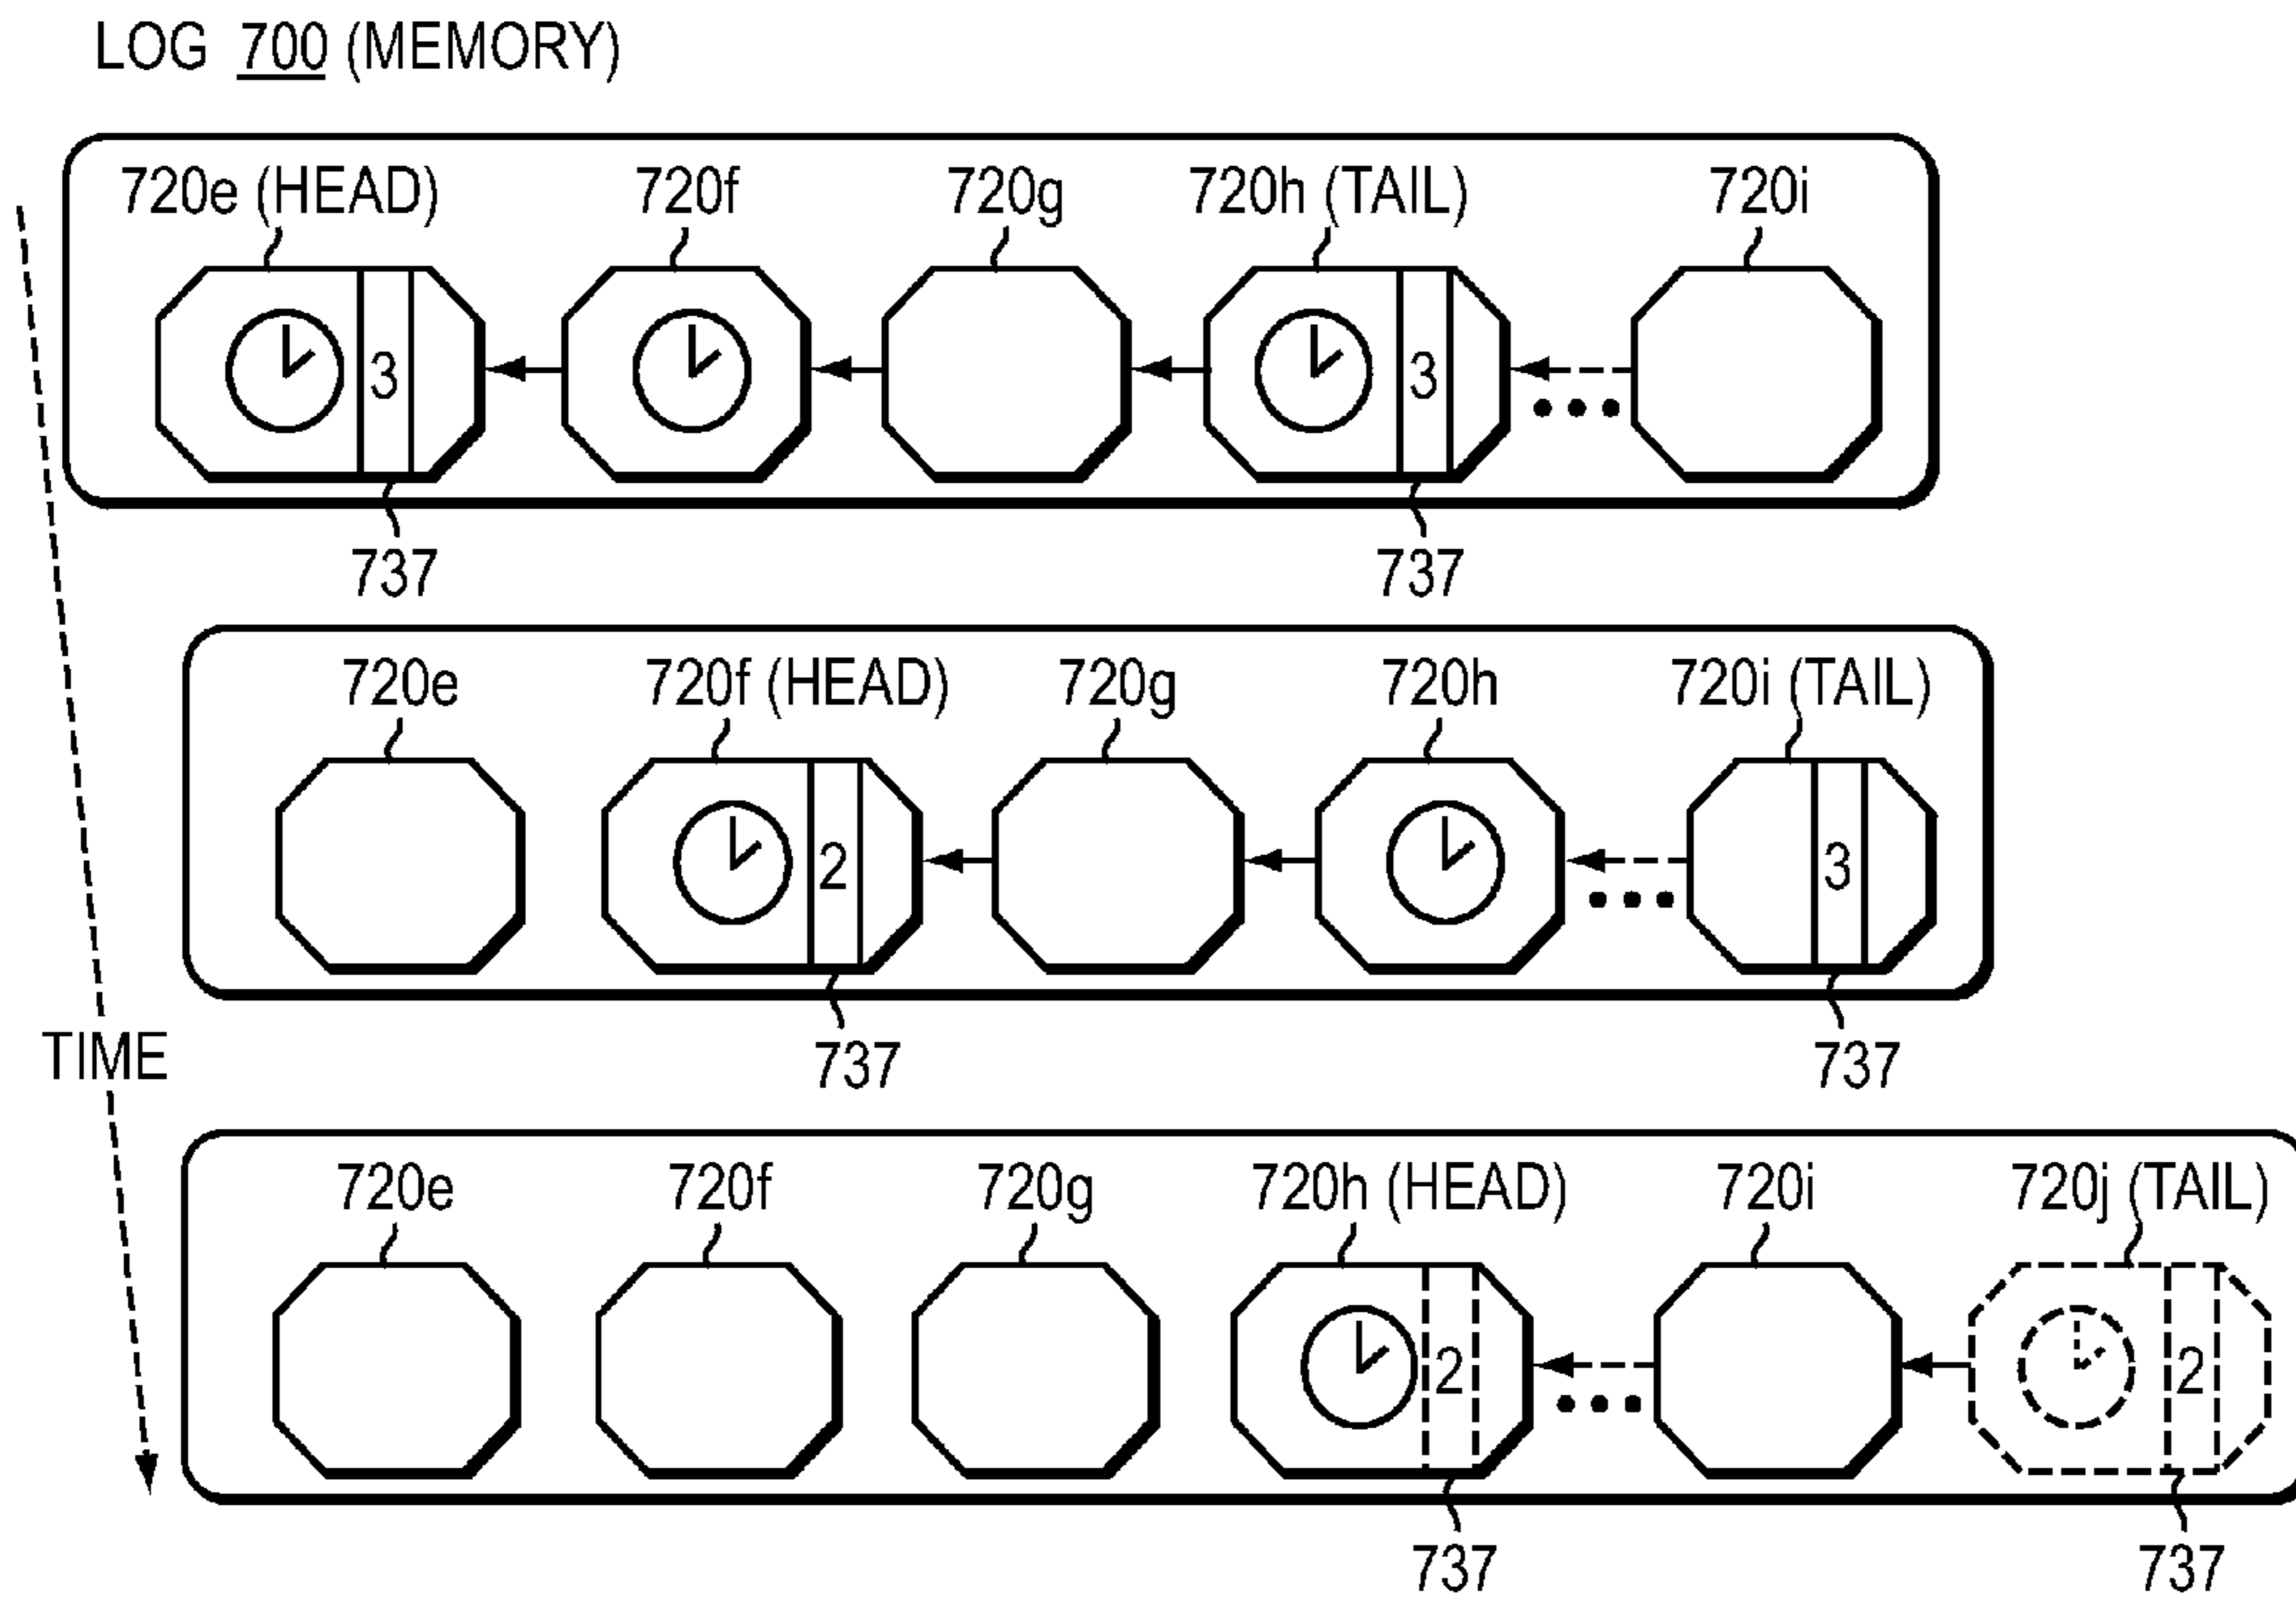 LOG 700 (MEMORY)
720e (HEAD) 720f 720g 720h (TAIL) 720i
3 3
737 737
720e 720f (HEAD) 720g 720h 720i (TAIL)
2 3
737 737
TIME
720e 720f 720g 720h (HEAD) 720i 720j (TAIL)
2 2
737 737